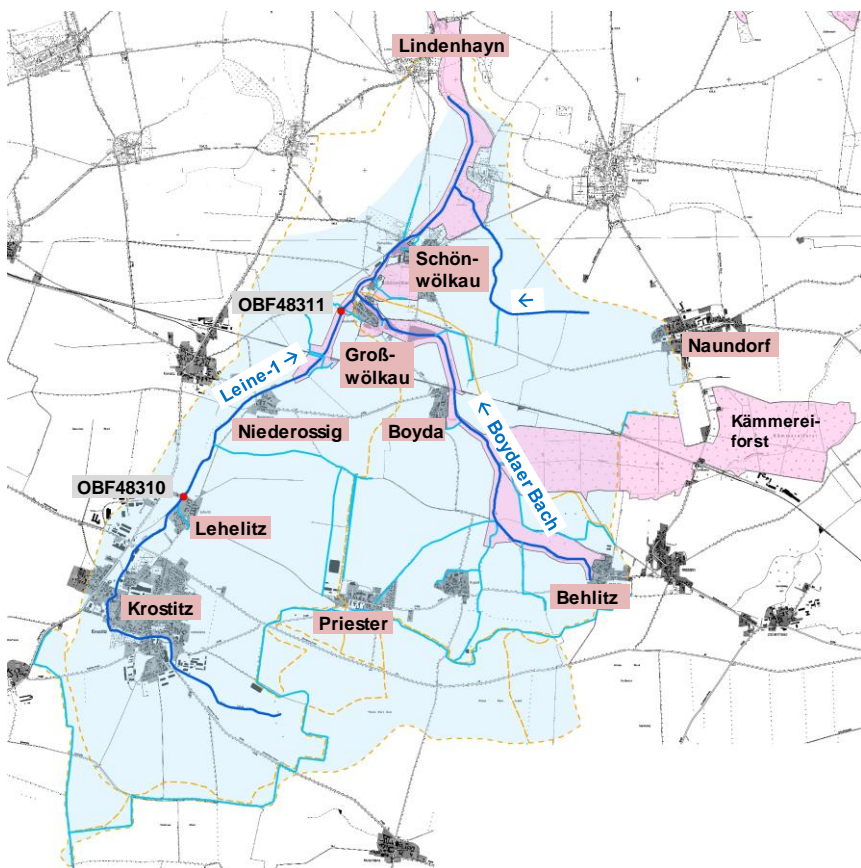 Lindenhayn
Schön-
wölkau
OBF48311
←
Naundorf
Groß-
wölkau
Leine-1 →
Kämmerei-
forst
Niederossig
Boyda
← Boydaer Bach
OBF48310
Lehelitz
Behlitz
Krostitz
Priester